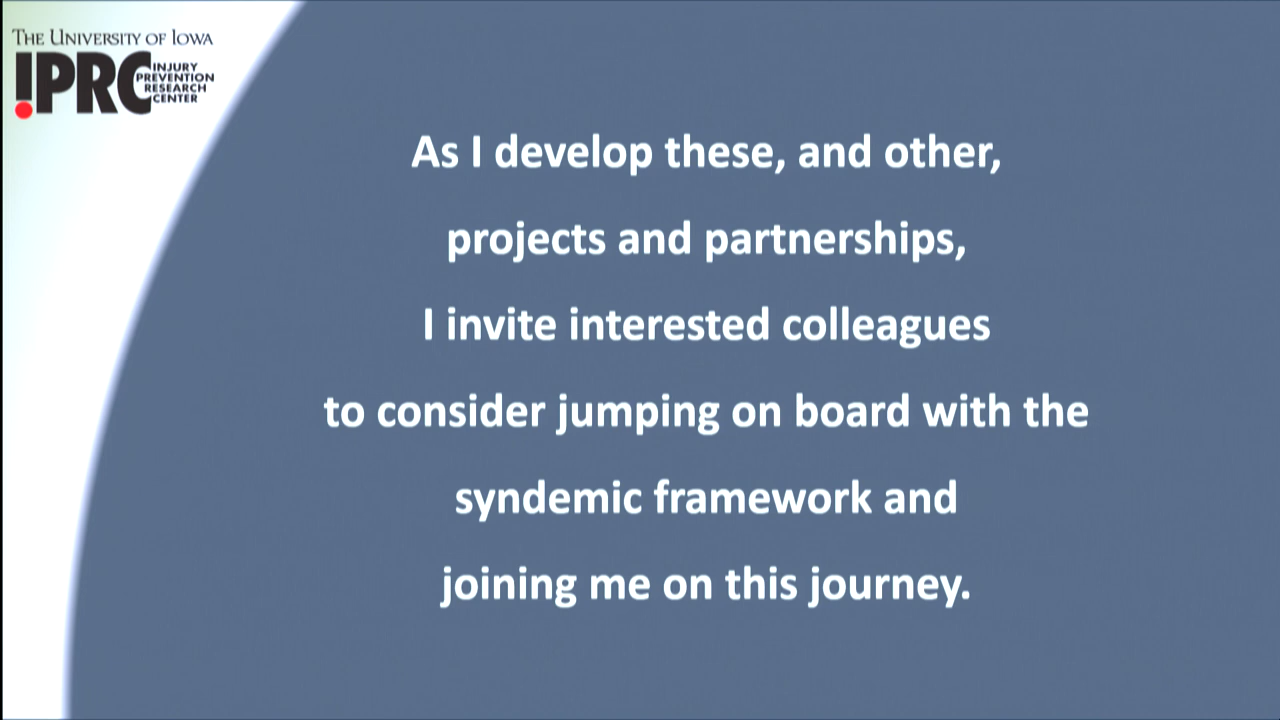 THE UNIVERSITY OF IOWA
IPRC
INJURY
PREVENTION
RESEARCH
CENTER
As I develop these, and other,
projects and partnerships,
I invite interested colleagues
to consider jumping on board with the
syndemic framework and
joining me on this journey.